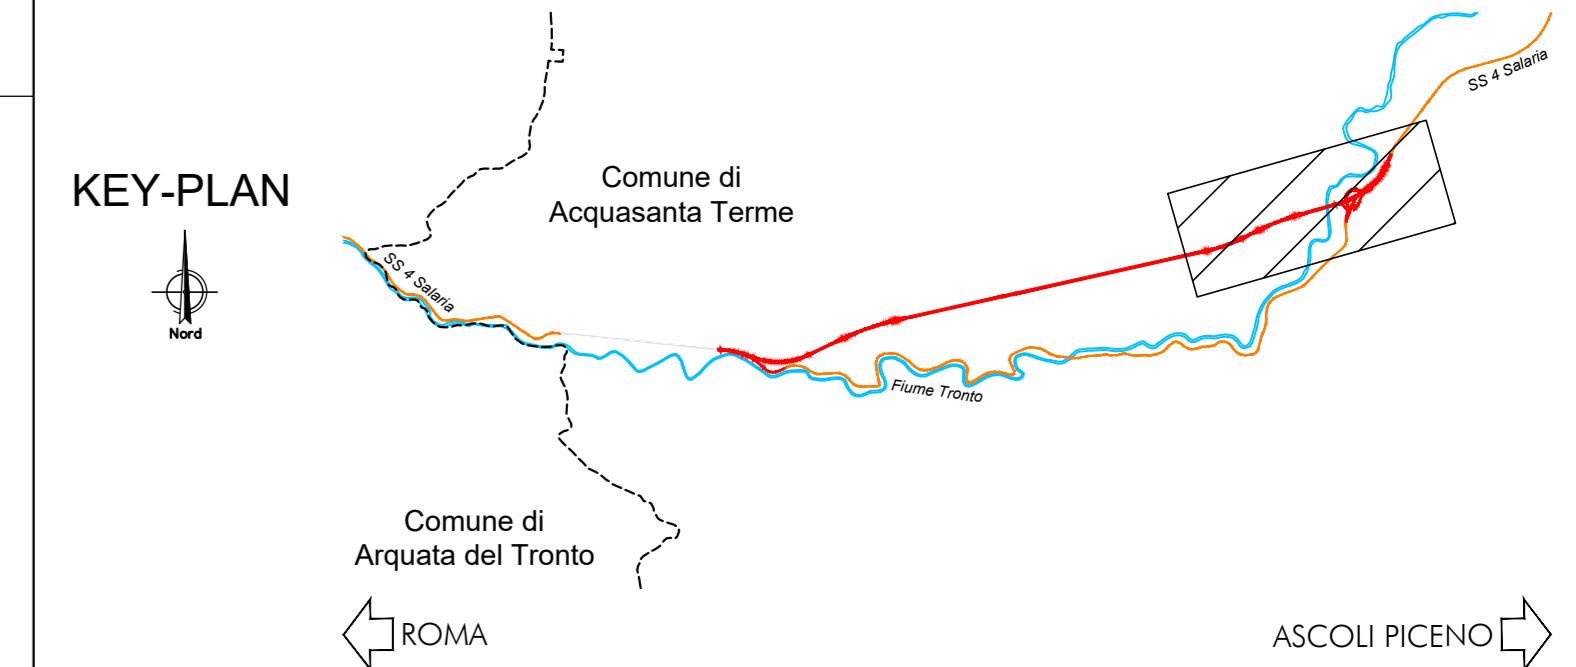 KEY-PLAN
Nord
Comune di
Acquasanta Terme
SS 4 Salaria
SS 4 Salaria
Fiume Tronto
Comune di
Arquata del Tronto
ROMA
ASCOLI PICENO